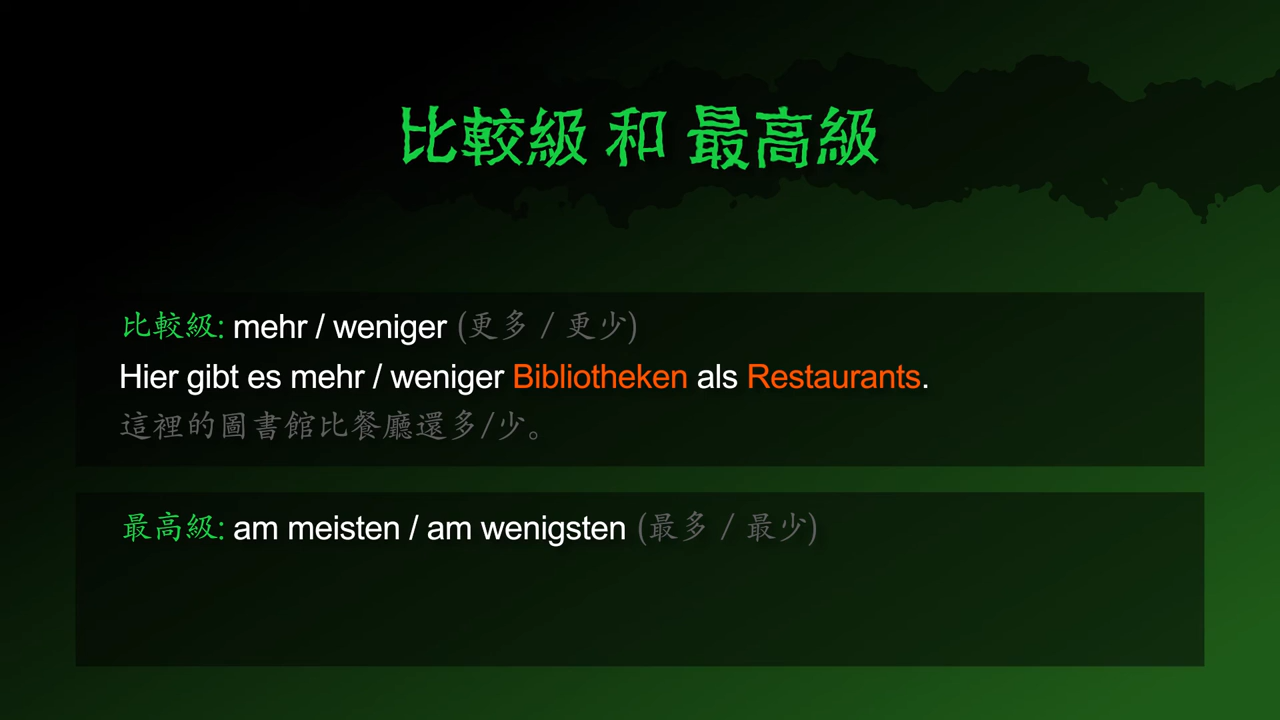 比較級 和 最高級
比較級: mehr / weniger (更多 / 更少)
Hier gibt es mehr / weniger Bibliotheken als Restaurants.
這裡的圖書館比餐廳還多/少。
最高級: am meisten / am wenigsten (最多 / 最少)